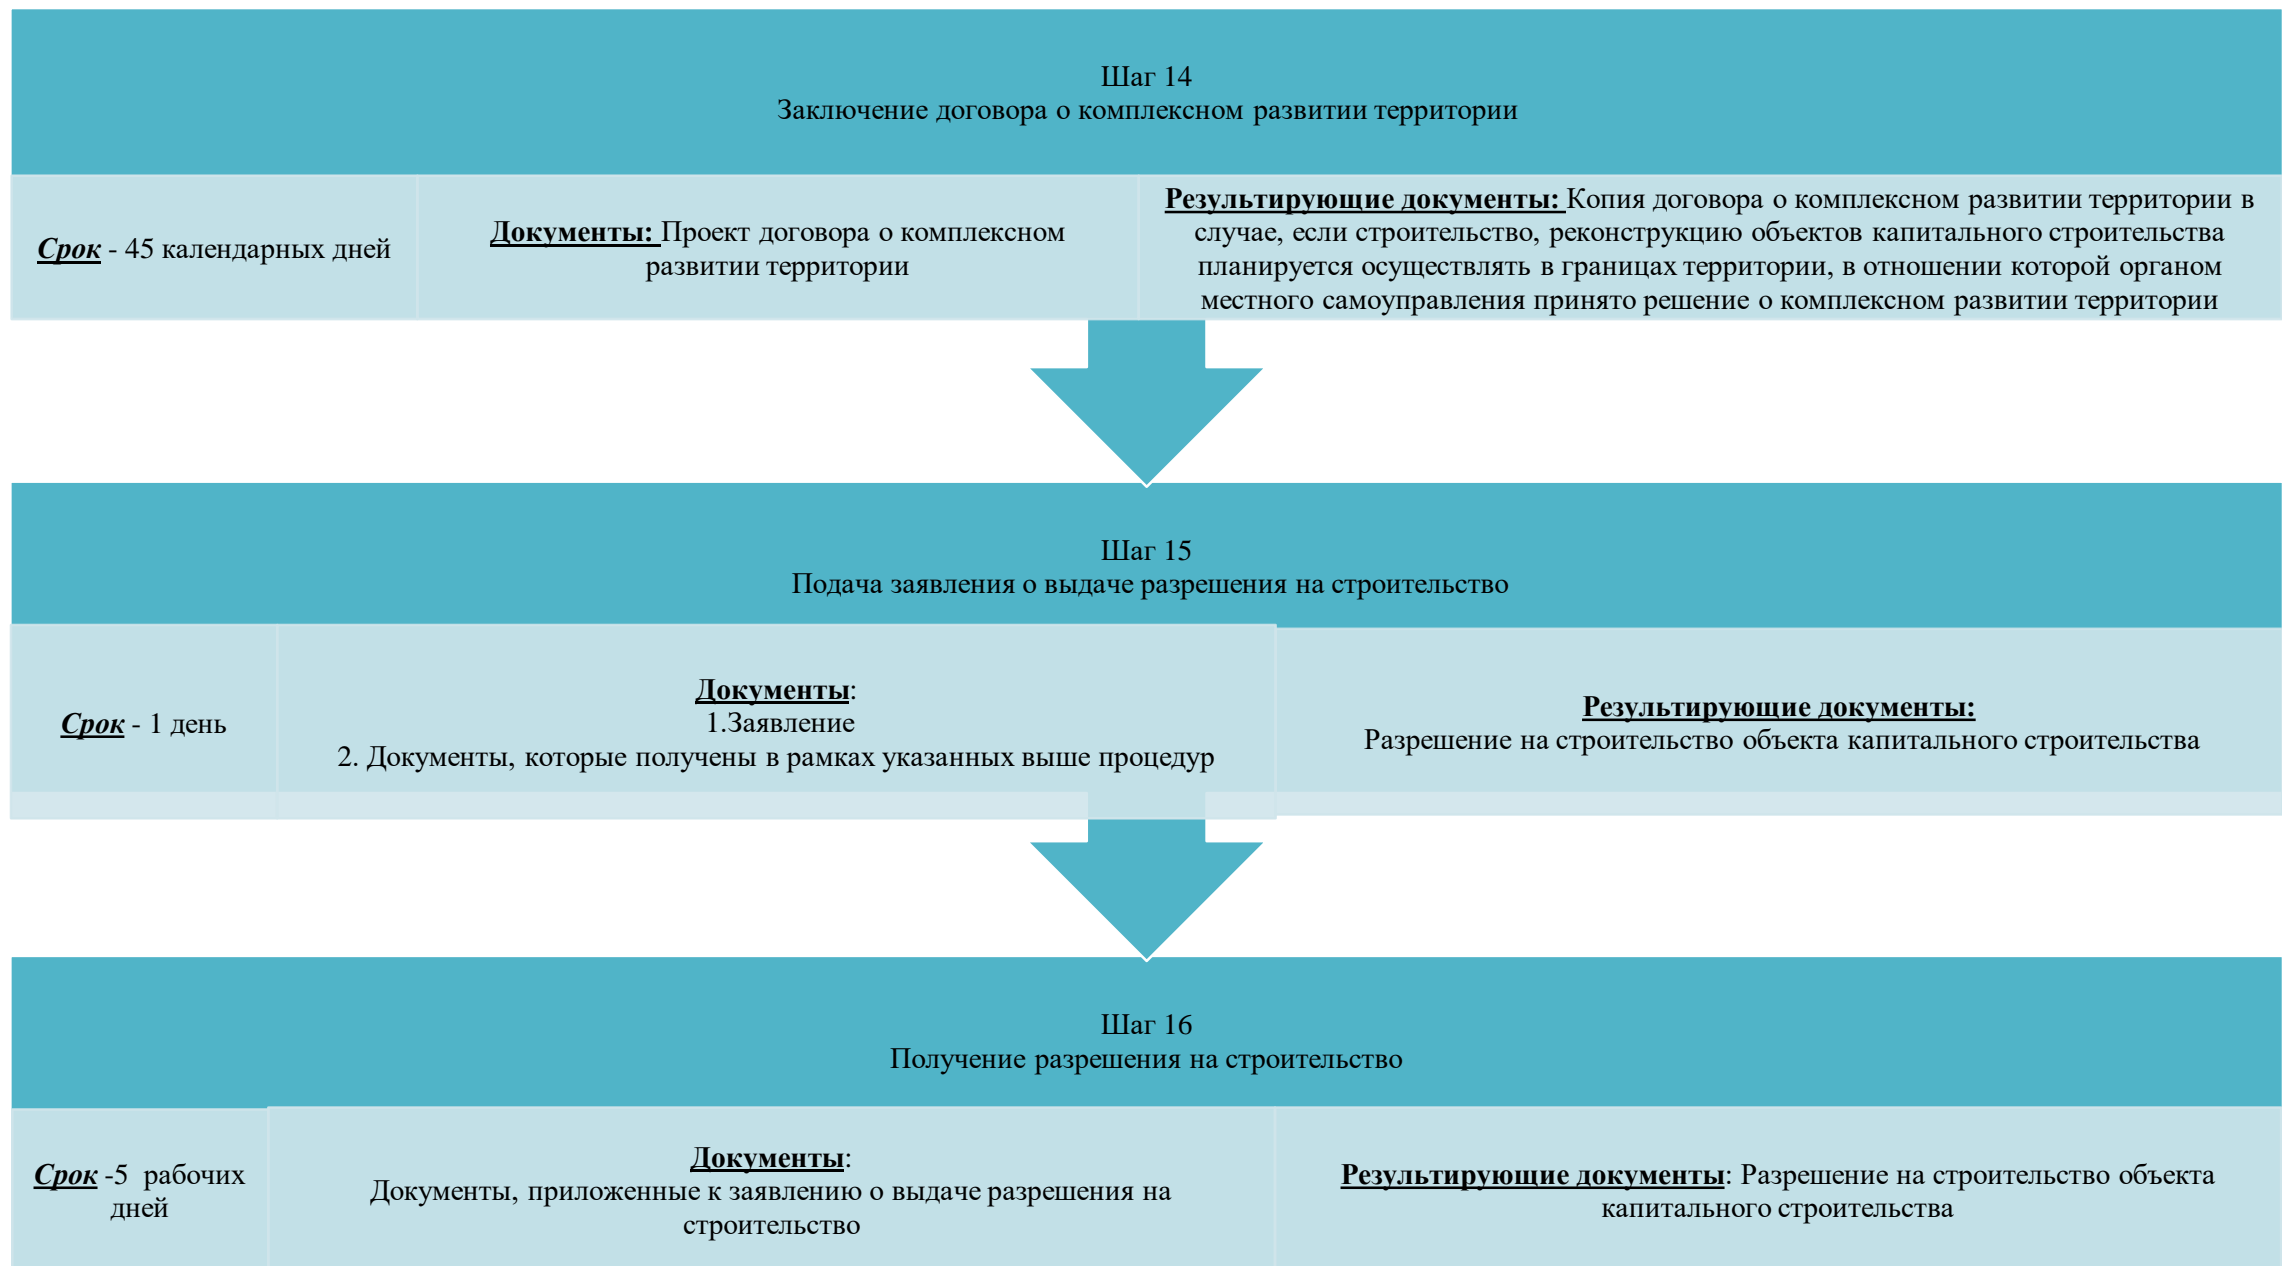 Шаг 14
Заключение договора о комплексном развитии территории
Срок - 45 календарных дней
Документы: Проект договора о комплексном
развитии территории
Результирующие документы: Копия договора о комплексном развитии территории в
случае, если строительство, реконструкцию объектов капитального строительства
планируется осуществлять в границах территории, в отношении которой органом
местного самоуправления принято решение о комплексном развитии территории
Шаг 15
Подача заявления о выдаче разрешения на строительство
Срок - 1 день
Документы:
1.Заявление
2. Документы, которые получены в рамках указанных выше процедур
Результирующие документы:
Разрешение на строительство объекта капитального строительства
Шаг 16
Получение разрешения на строительство
Срок -5 рабочих
дней
Документы:
Документы, приложенные к заявлению о выдаче разрешения на
строительство
Результирующие документы: Разрешение на строительство объекта
капитального строительства